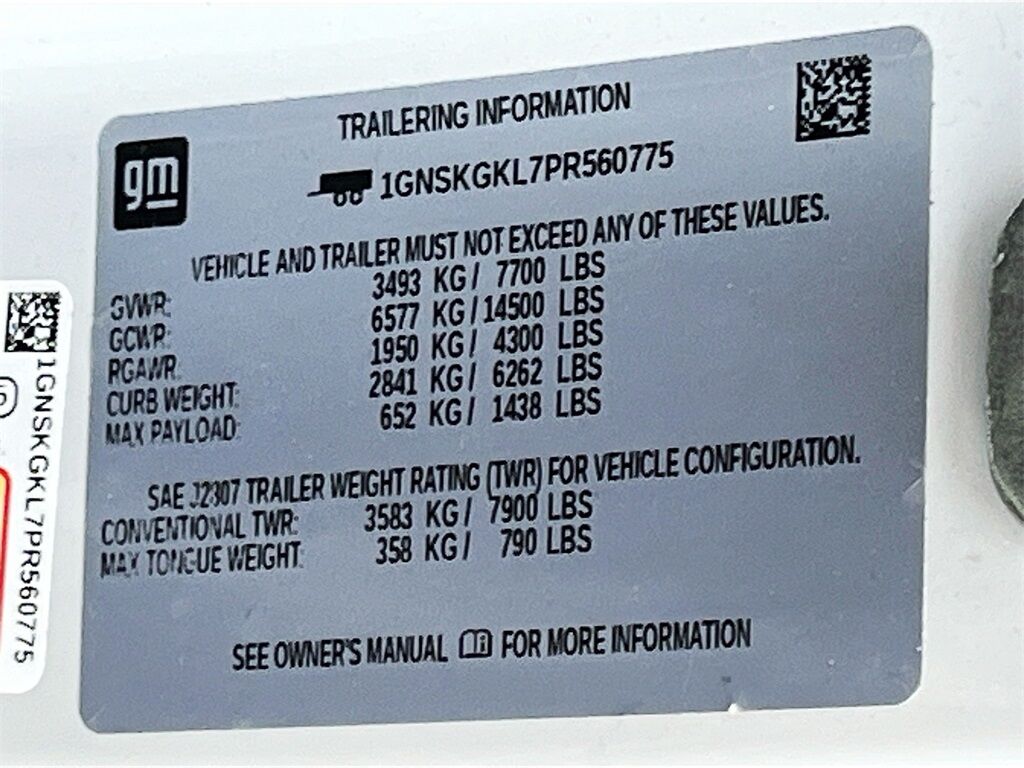 gm
TRAILERING INFORMATION
1GNSKGKL7PR560775
VEHICLE AND TRAILER MUST NOT EXCEED ANY OF THESE VALUES.
GVWR: 3493 KG/ 7700 LBS
GCWR: 6577 KG/14500 LBS
RGAWR: 1950 KG/ 4300 LBS
CURB WEIGHT: 2841 KG/ 6262 LBS
MAX PAYLOAD: 652 KG/ 1438 LBS
SAE J2307 TRAILER WEIGHT RATING (TWR) FOR VEHICLE CONFIGURATION.
CONVENTIONAL TWR: 3583 KG/ 7900 LBS
MAX TONGUE WEIGHT: 358 KG/ 790 LBS
SEE OWNER'S MANUAL FOR MORE INFORMATION
1GNSKGKL7PR560775